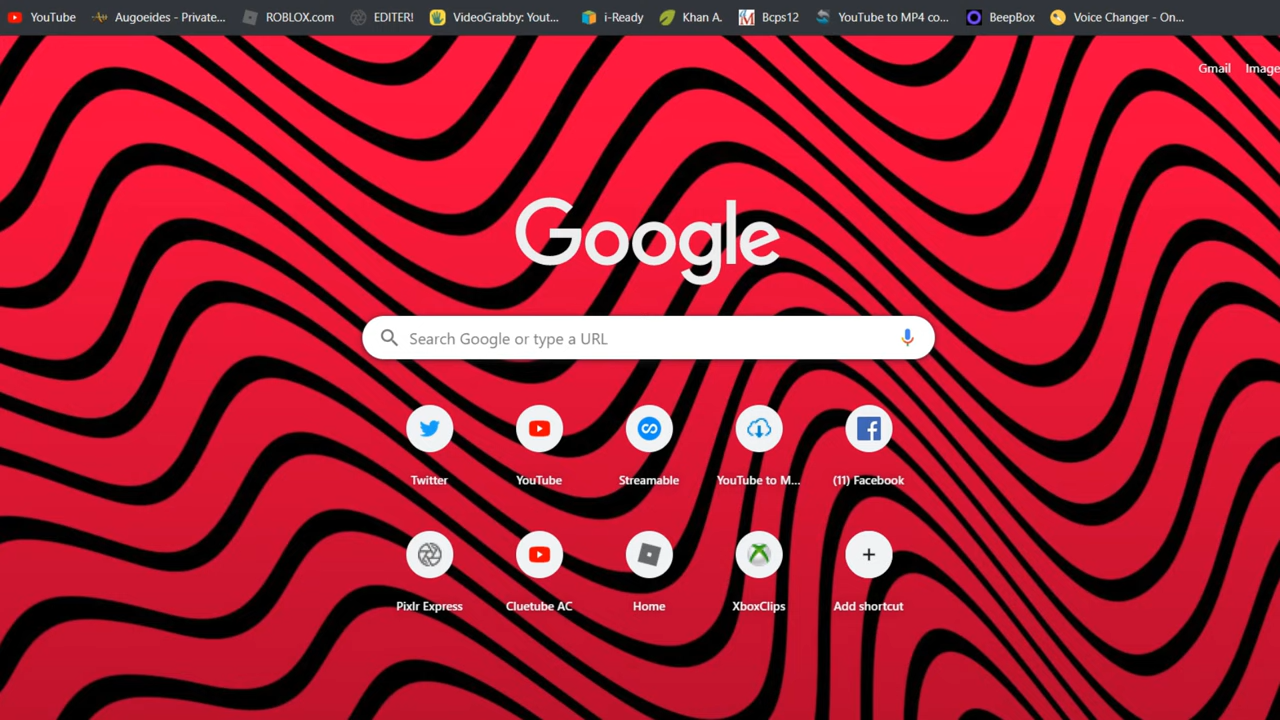 YouTube Augoeides - Private... ROBLOX.com EDITER! VideoGrabby: Yout... i-Ready Khan A. Bcps12 YouTube to MP4 co... BeepBox Voice Changer - On...
Gmail Image
Google
Search Google or type a URL
Twitter YouTube Streamable YouTube to M... (11) Facebook
Pixlr Express Cluetube AC Home XboxClips Add shortcut